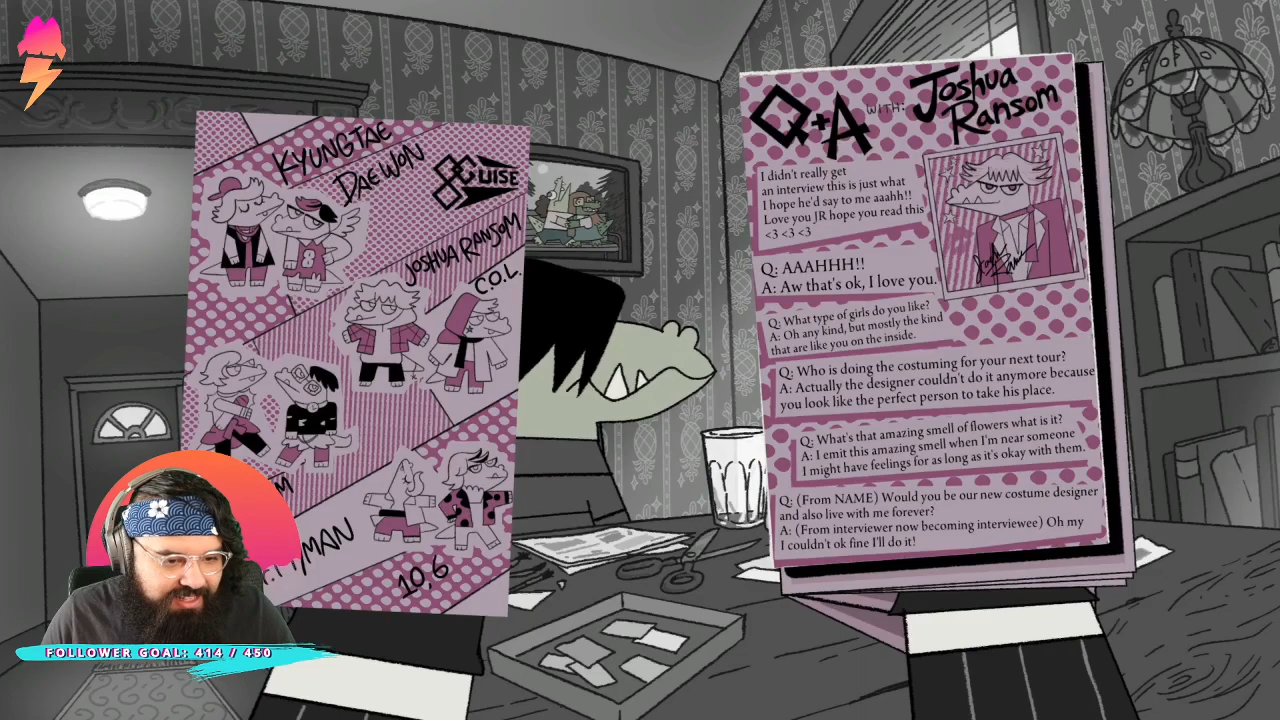 KYUNGTAE
DAEWON
GUISE
JOSHUA RANSOM
C.O.L.
8
10,6
Q+A WITH: Joshua
Ransom
I didn't really get
an interview this is just what
I hope he'd say to me aaahh!!
Love you JR hope you read this
<3 <3 <3
Q: AAAHHH!!
A: Aw that's ok, I love you.
Q: What type of girls do you like?
A: Oh any kind, but mostly the kind
that are like you on the inside.
Q: Who is doing the costuming for your next tour?
A: Actually the designer couldn't do it anymore because
you look like the perfect person to take his place.
Q: What's that amazing smell of flowers what is it?
A: I emit this amazing smell when I'm near someone
I might have feelings for as long as it's okay with them.
Q: (From NAME) Would you be our new costume designer
and also live with me forever?
A: (From interviewer now becoming interviewee) Oh my
I couldn't ok fine I'll do it!
FOLLOWER GOAL: 414 / 450